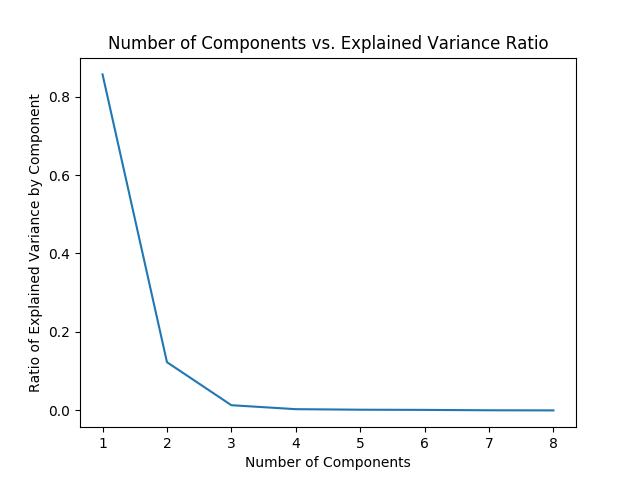 Number of Components vs. Explained Variance Ratio
Ratio of Explained Variance by Component
0.8
0.6
0.4
0.2
0.0
1 2 3 4 5 6 7 8
Number of Components